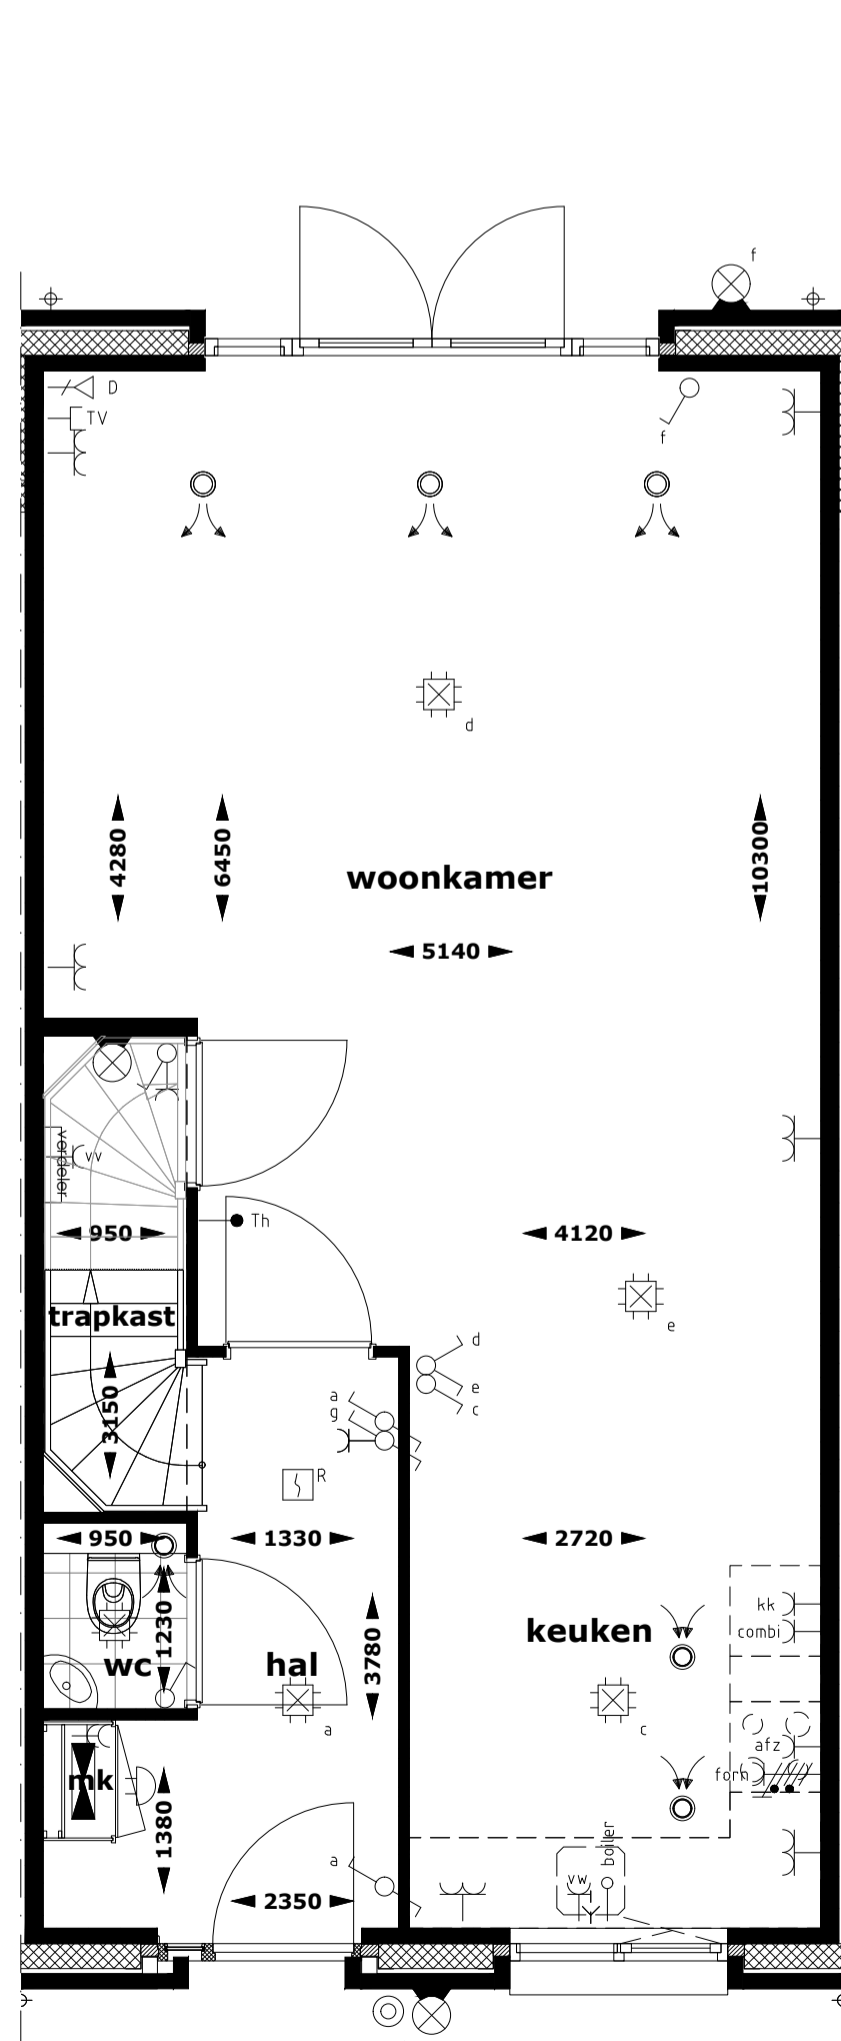 f
D
TV
f
d
4280
6450
10300
woonkamer
5140
verdeler
vv
Th
950
4120
trapkast
e
d
e
c
a
g
3150
R
950
1330
2720
kk
combi
1230
wc
hal
3780
keuken
a
c
afz
forn
mk
1380
boiler
a
vw
2350